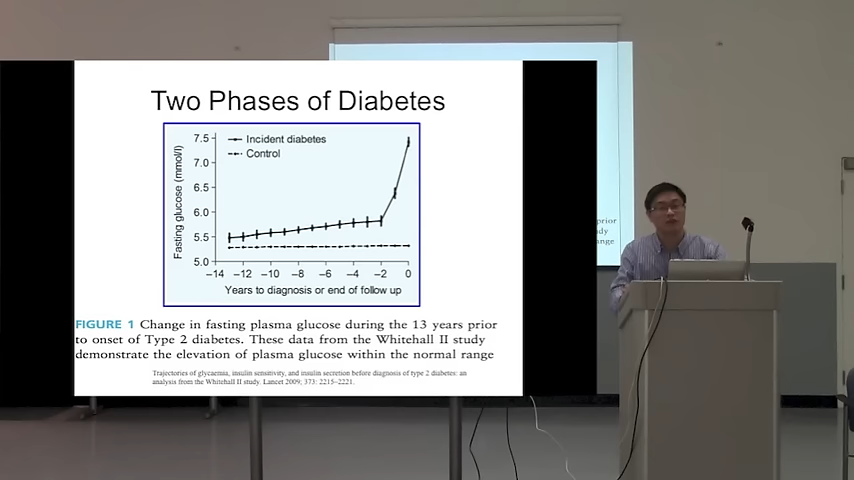 Two Phases of Diabetes
7.5
7.0
6.5
6.0
5.5
5.0
Fasting glucose (mmol/l)
Incident diabetes
Control
–14 –12 –10 –8 –6 –4 –2 0
Years to diagnosis or end of follow up
FIGURE 1 Change in fasting plasma glucose during the 13 years prior
to onset of Type 2 diabetes. These data from the Whitehall II study
demonstrate the elevation of plasma glucose within the normal range
Trajectories of glycaemia, insulin sensitivity, and insulin secretion before diagnosis of type 2 diabetes: an
analysis from the Whitehall II study. Lancet 2009; 373: 2215–2221.
prior
udy
nge